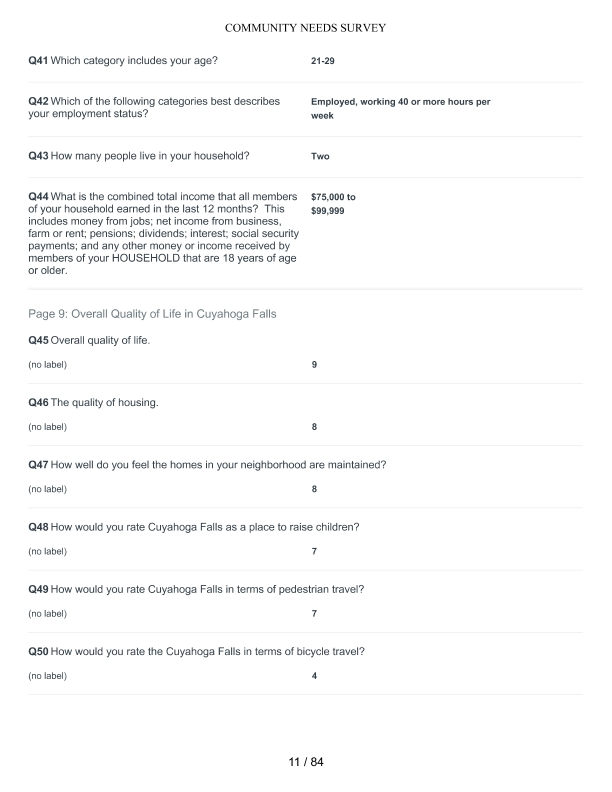 COMMUNITY NEEDS SURVEY
Q41 Which category includes your age?
21-29
Q42 Which of the following categories best describes
your employment status?
Employed, working 40 or more hours per
week
Q43 How many people live in your household?
Two
Q44 What is the combined total income that all members
of your household earned in the last 12 months?  This
includes money from jobs; net income from business,
farm or rent; pensions; dividends; interest; social security
payments; and any other money or income received by
members of your HOUSEHOLD that are 18 years of age
or older.
$75,000 to
$99,999
Page 9: Overall Quality of Life in Cuyahoga Falls
Q45 Overall quality of life.
(no label) 9
Q46 The quality of housing.
(no label) 8
Q47 How well do you feel the homes in your neighborhood are maintained?
(no label) 8
Q48 How would you rate Cuyahoga Falls as a place to raise children?
(no label) 7
Q49 How would you rate Cuyahoga Falls in terms of pedestrian travel?
(no label) 7
Q50 How would you rate the Cuyahoga Falls in terms of bicycle travel?
(no label) 4
11 / 84